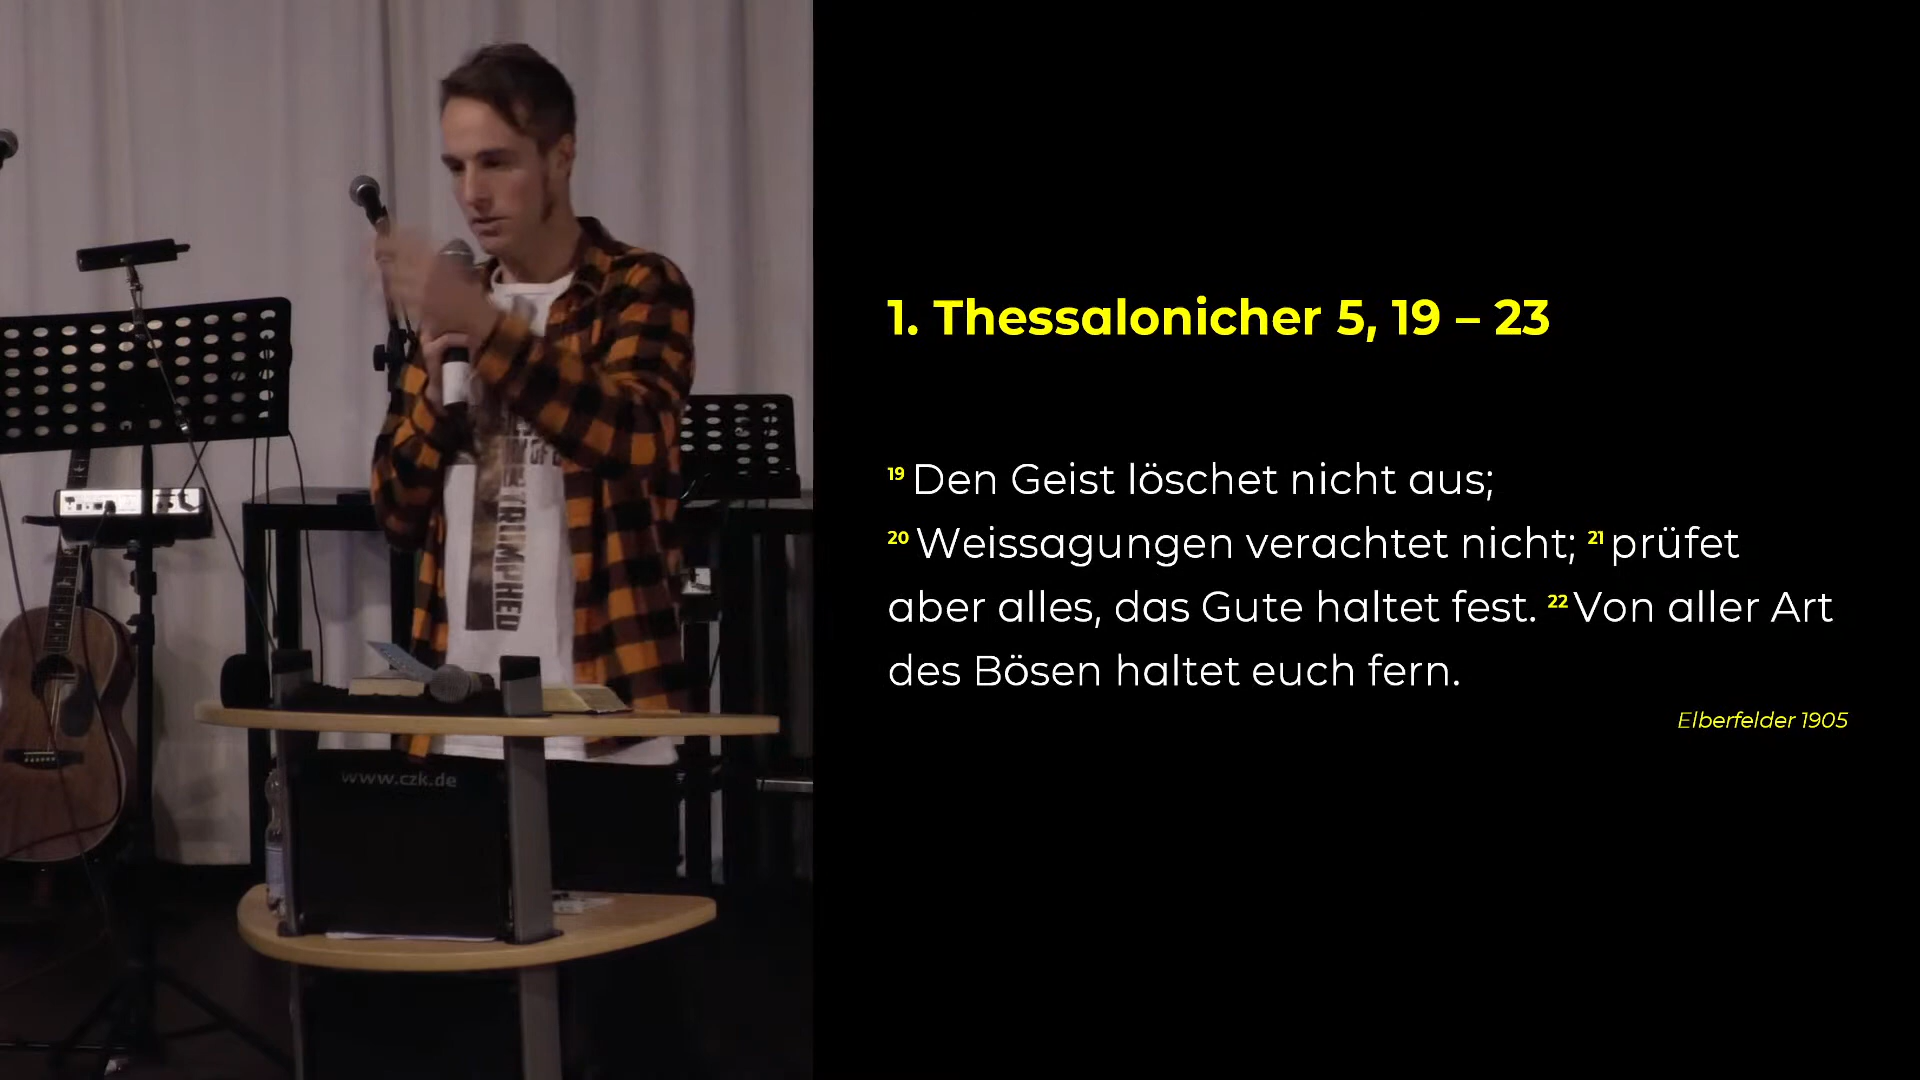 1. Thessalonicher 5, 19 – 23
19 Den Geist löschet nicht aus;
20 Weissagungen verachtet nicht; 21 prüfet
aber alles, das Gute haltet fest. 22 Von aller Art
des Bösen haltet euch fern.
Elberfelder 1905
TRIUMPHED
www.czk.de